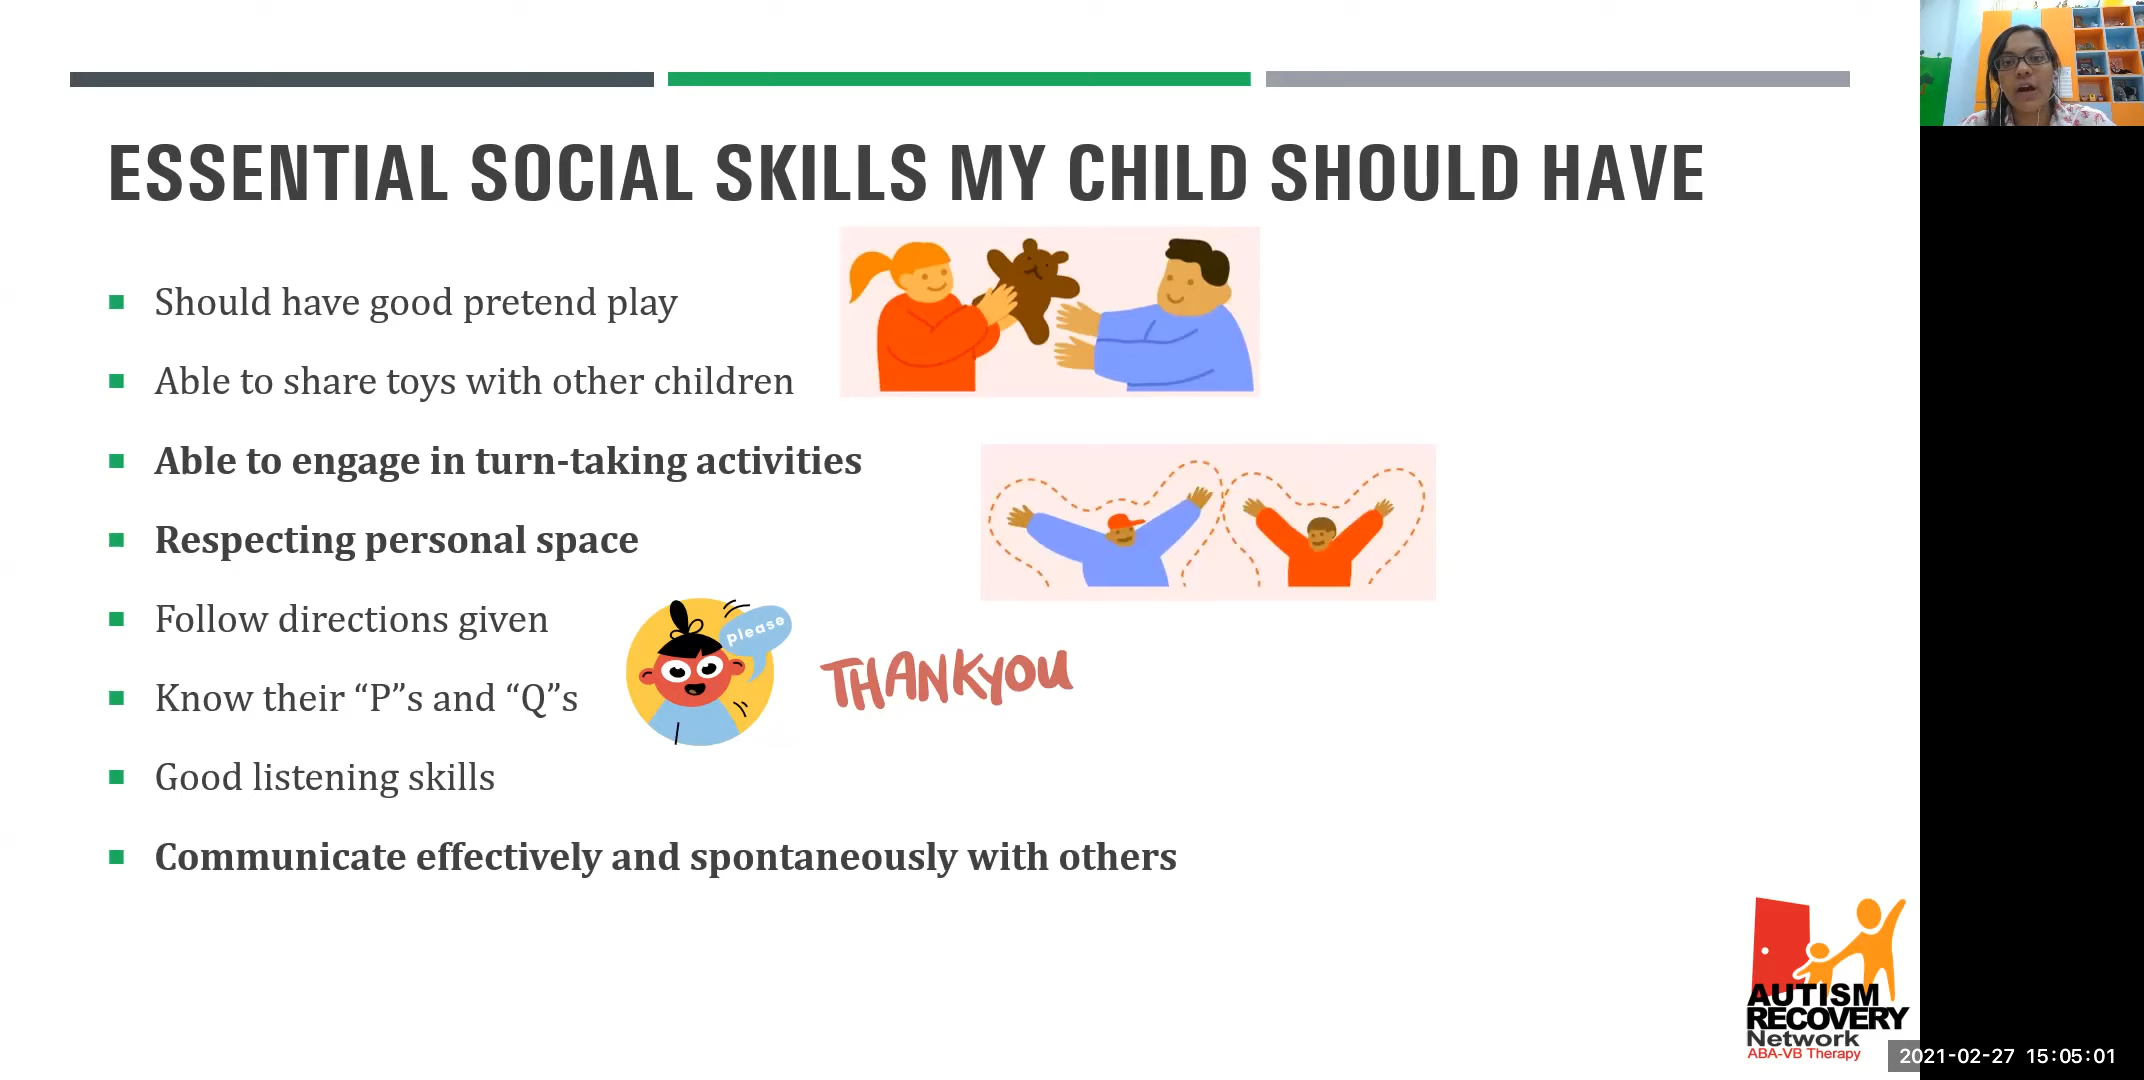 ESSENTIAL SOCIAL SKILLS MY CHILD SHOULD HAVE
Should have good pretend play
Able to share toys with other children
Able to engage in turn-taking activities
Respecting personal space
Follow directions given
please
THANKYOU
Know their “P”s and “Q”s
Good listening skills
Communicate effectively and spontaneously with others
AUTISM
RECOVERY
Network
ABA-VB Therapy
2021-02-27 15:05:01